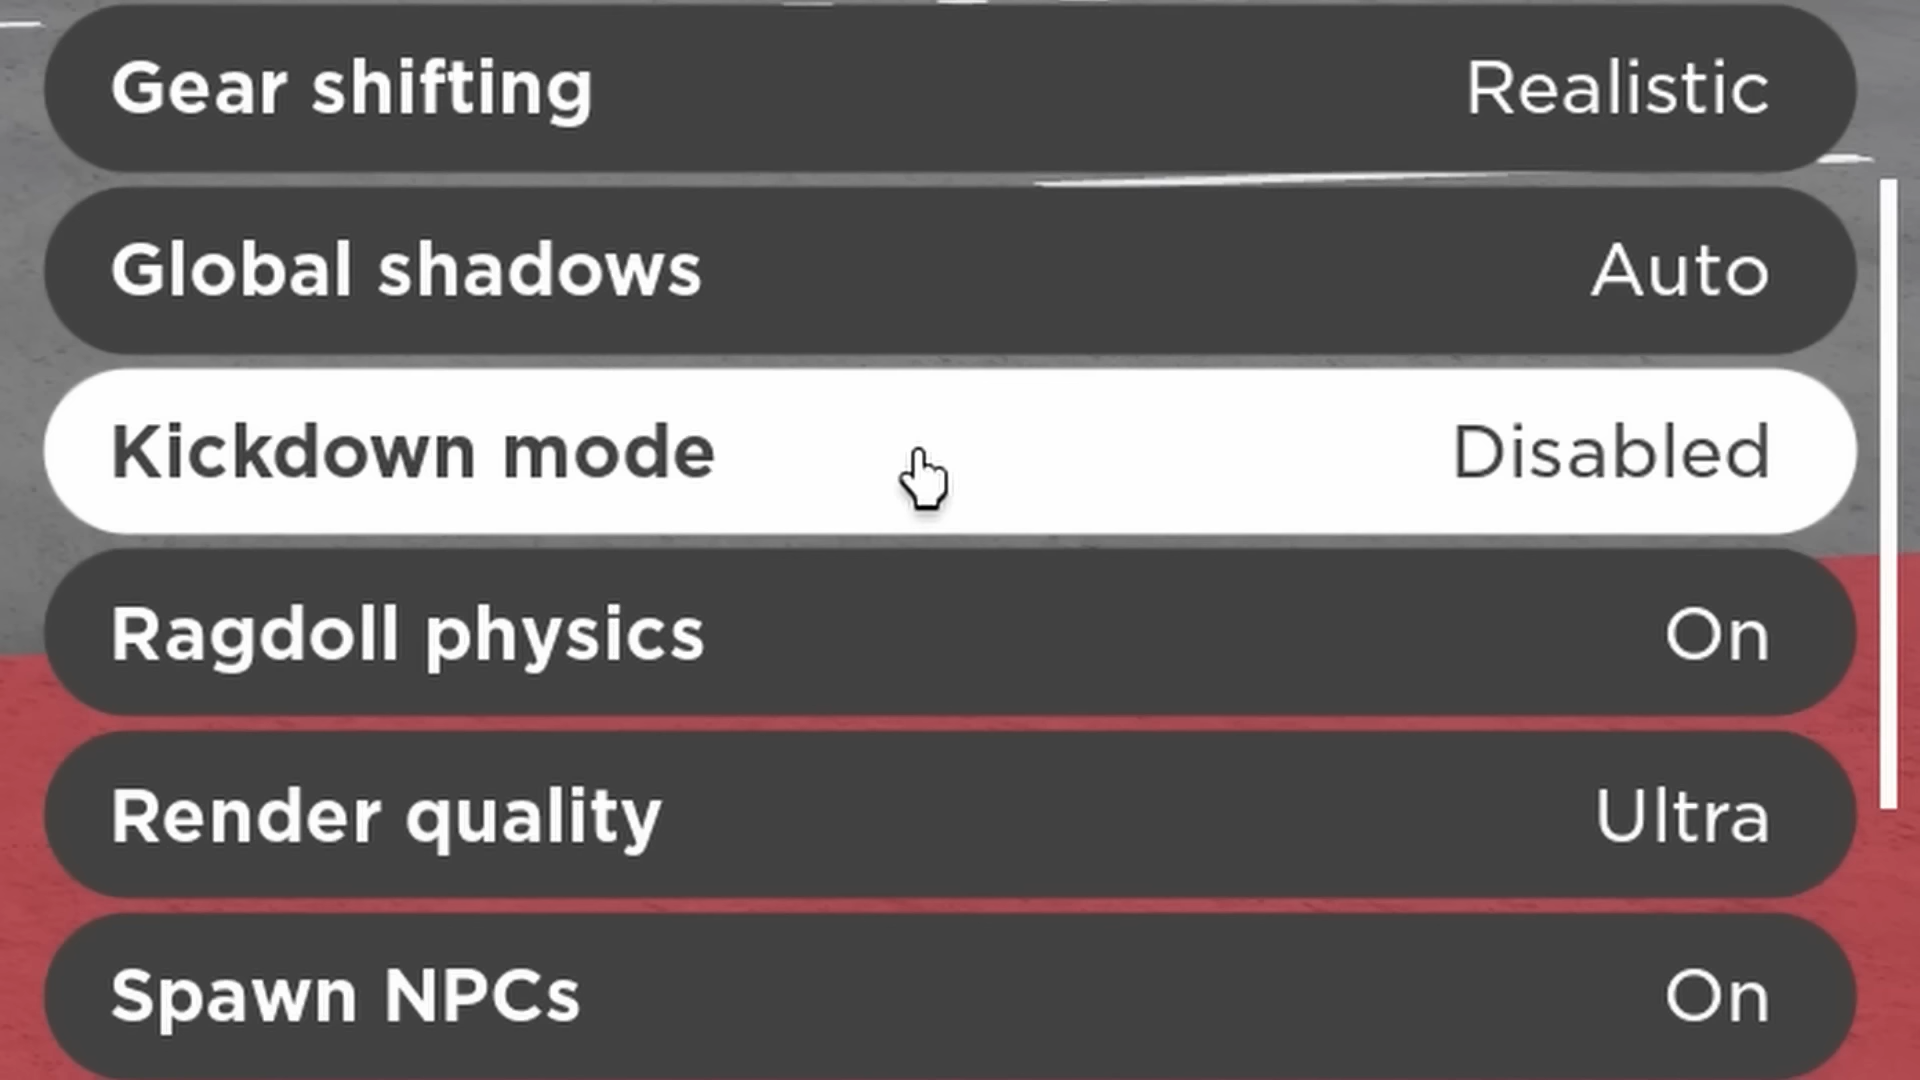 Gear shifting Realistic
Global shadows Auto
Kickdown mode Disabled
Ragdoll physics On
Render quality Ultra
Spawn NPCs On